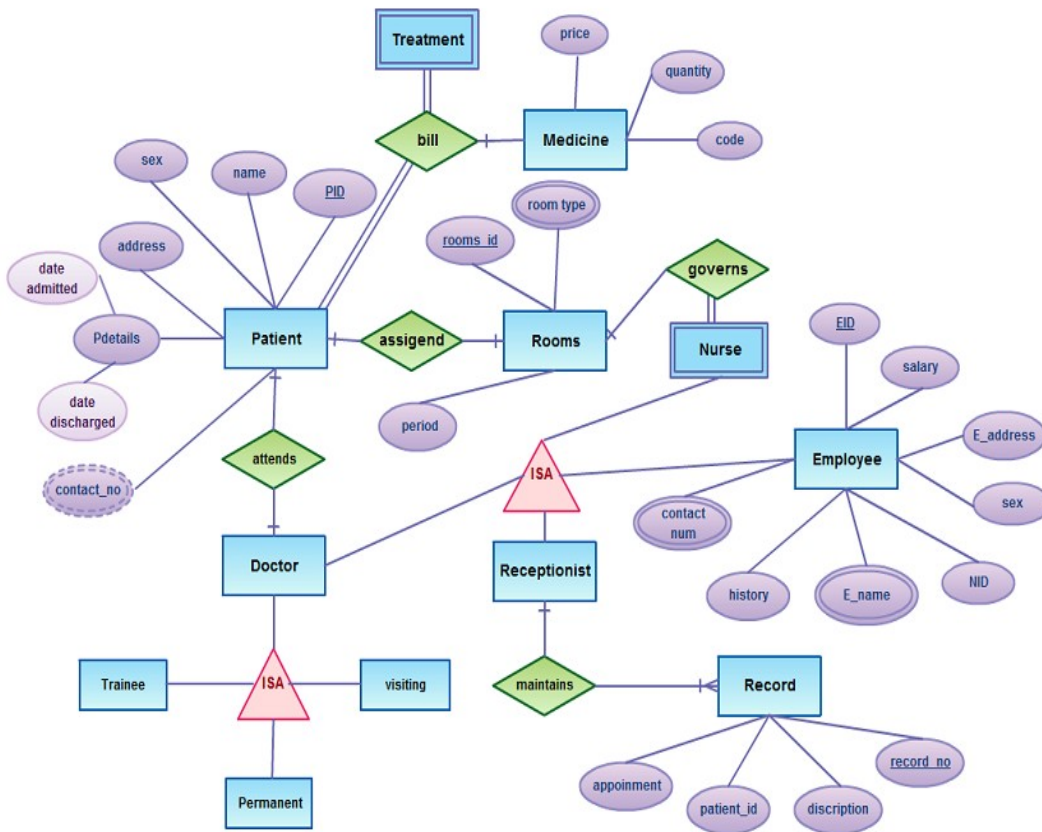 Treatment
price
quantity
bill
Medicine
code
sex
name
PID
room type
rooms_id
address
date
admitted
governs
Pdetails
Patient
assigend
Rooms
Nurse
EID
salary
date
discharged
period
E_address
attends
ISA
Employee
contact_no
contact
num
sex
Doctor
Receptionist
history
E_name
NID
Trainee
ISA
visiting
maintains
Record
record_no
appoinment
patient_id
discription
Permanent